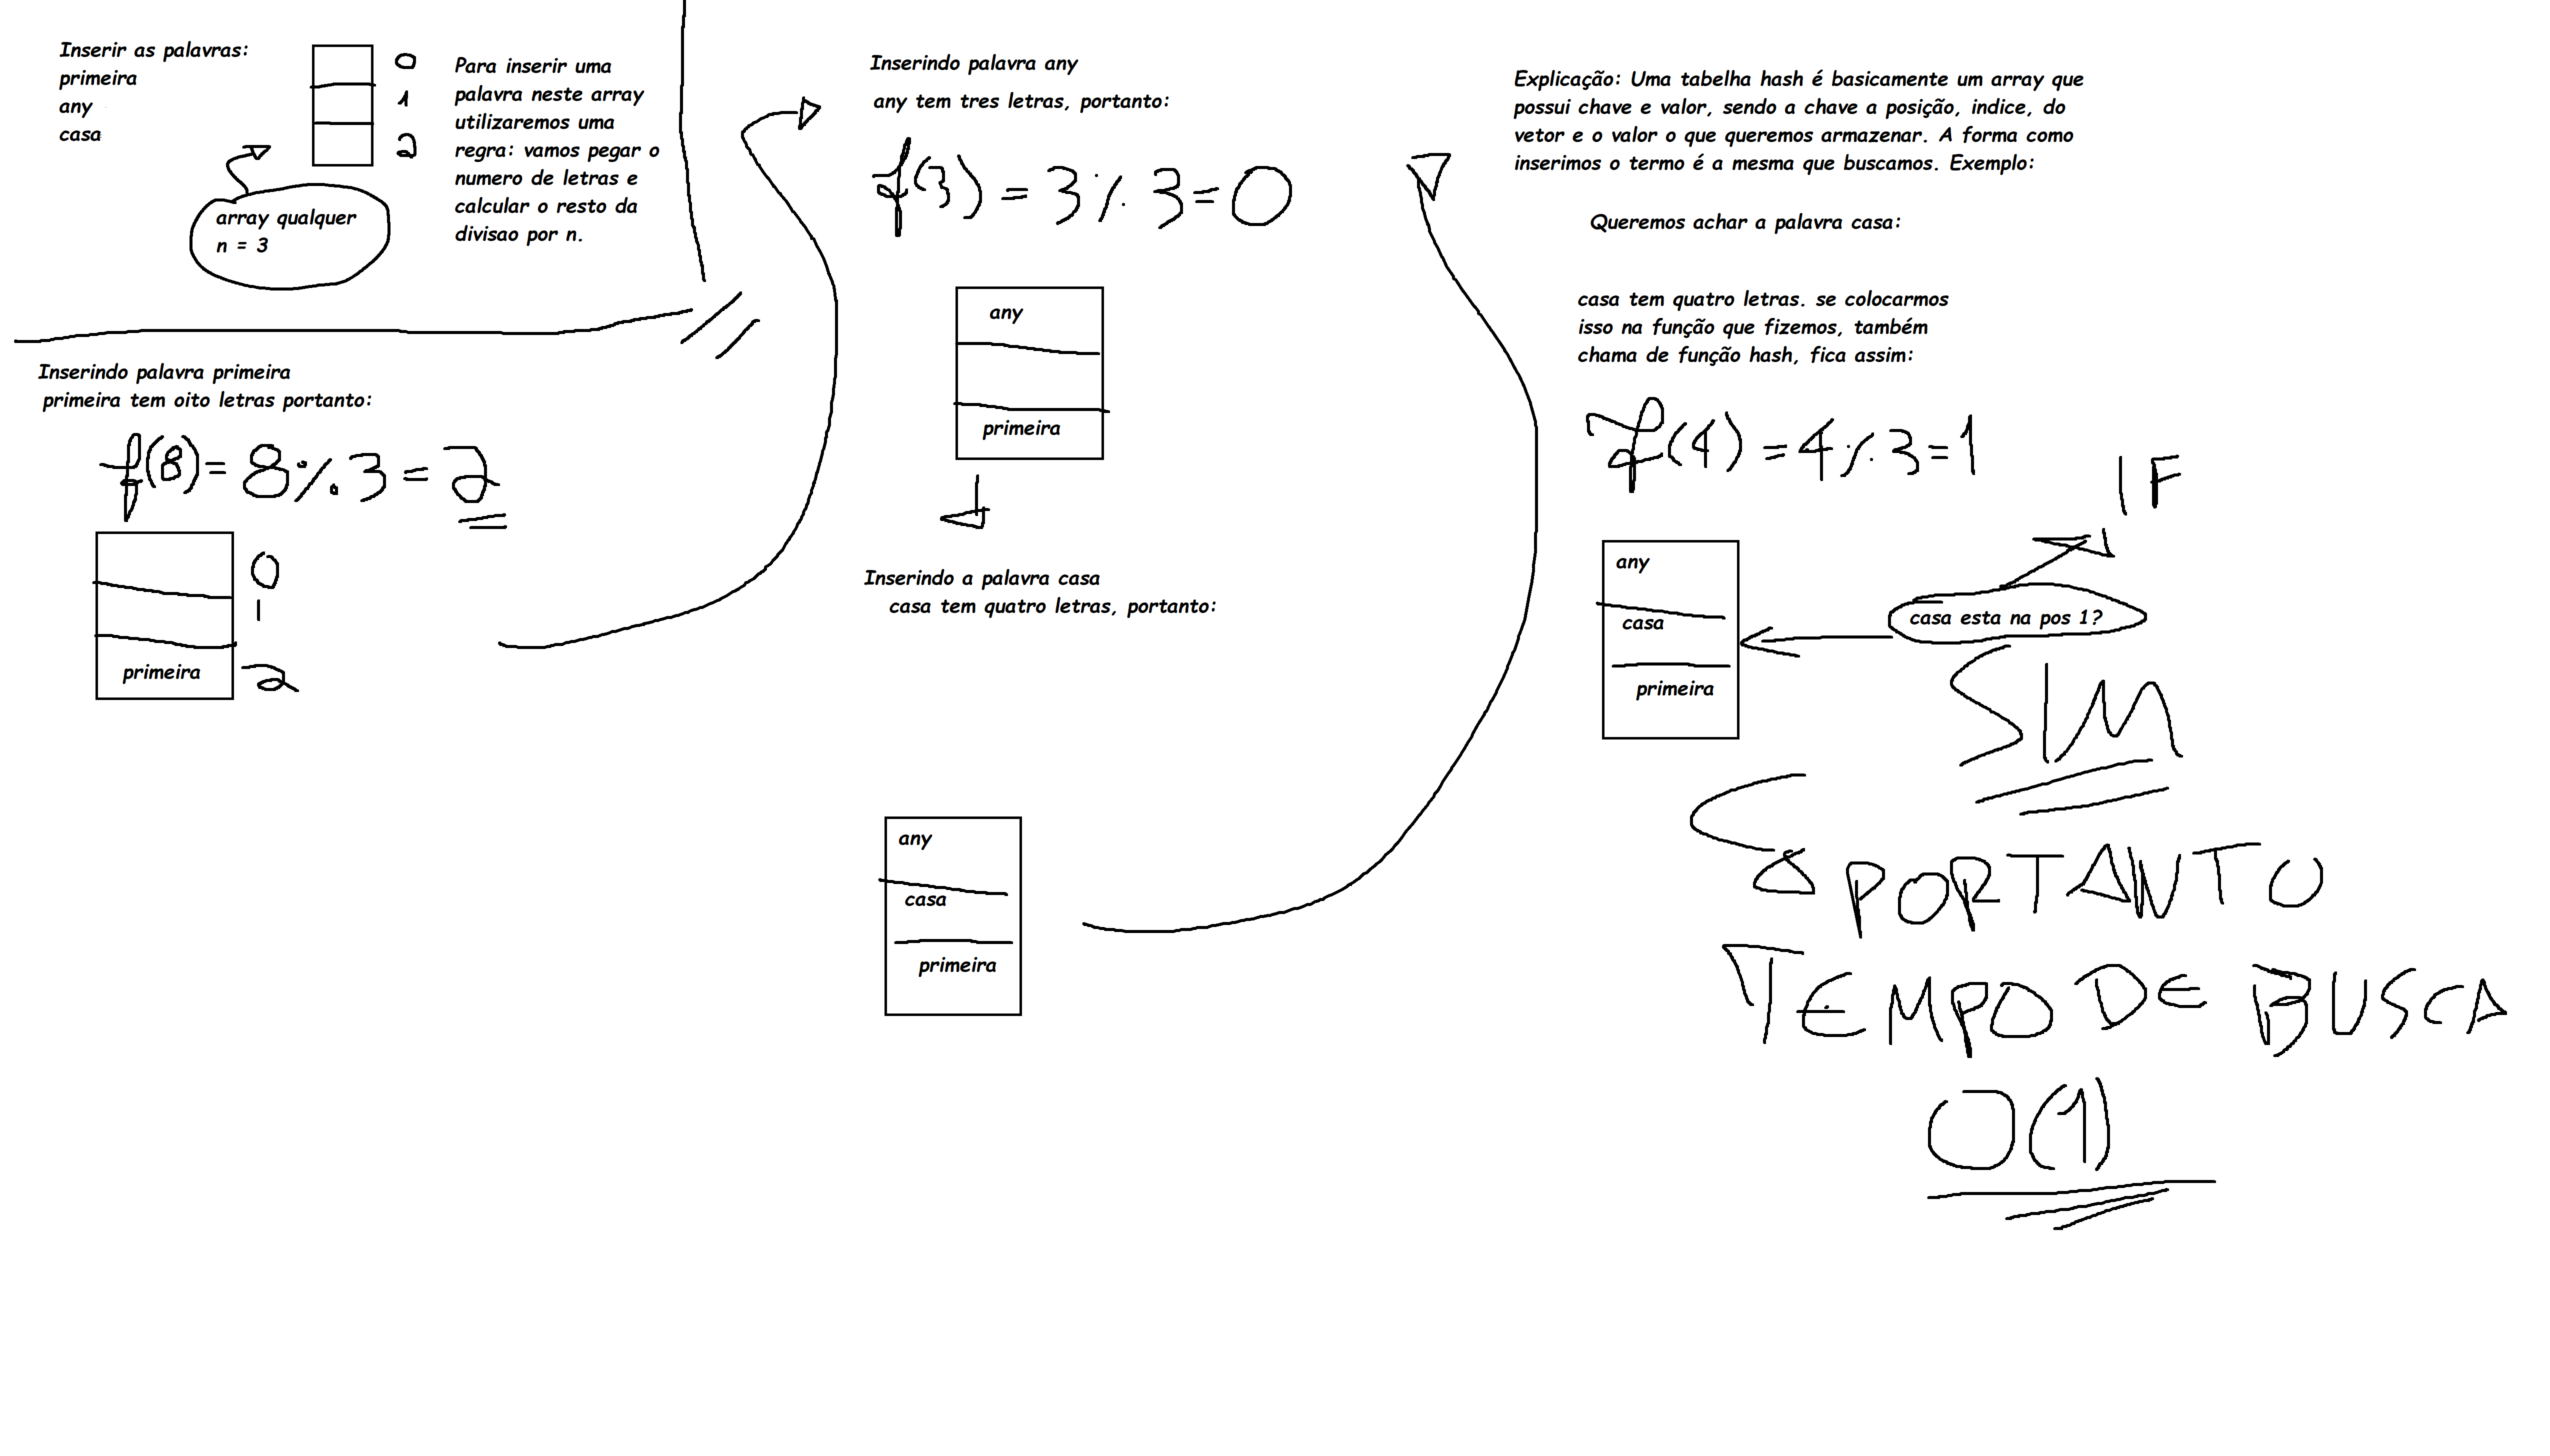 Inserir as palavras:
primeira
any
casa
0
1
2
array qualquer
n = 3
Para inserir uma
palavra neste array
utilizaremos uma
regra: vamos pegar o
numero de letras e
calcular o resto da
divisao por n.
Inserindo palavra primeira
primeira tem oito letras portanto:
f(8) = 8 % 3 = 2
0
1
primeira 2
Inserindo palavra any
any tem tres letras, portanto:
f(3) = 3 % 3 = 0
any
primeira
Inserindo a palavra casa
casa tem quatro letras, portanto:
any
casa
primeira
Explicação: Uma tabelha hash é basicamente um array que
possui chave e valor, sendo a chave a posição, indice, do
vetor e o valor o que queremos armazenar. A forma como
inserimos o termo é a mesma que buscamos. Exemplo:
Queremos achar a palavra casa:
casa tem quatro letras. se colocarmos
isso na função que fizemos, também
chama de função hash, fica assim:
f(4) = 4 % 3 = 1
IF
any
casa
primeira
casa esta na pos 1?
SIM
PORTANTO
TEMPO DE BUSCA
O(1)